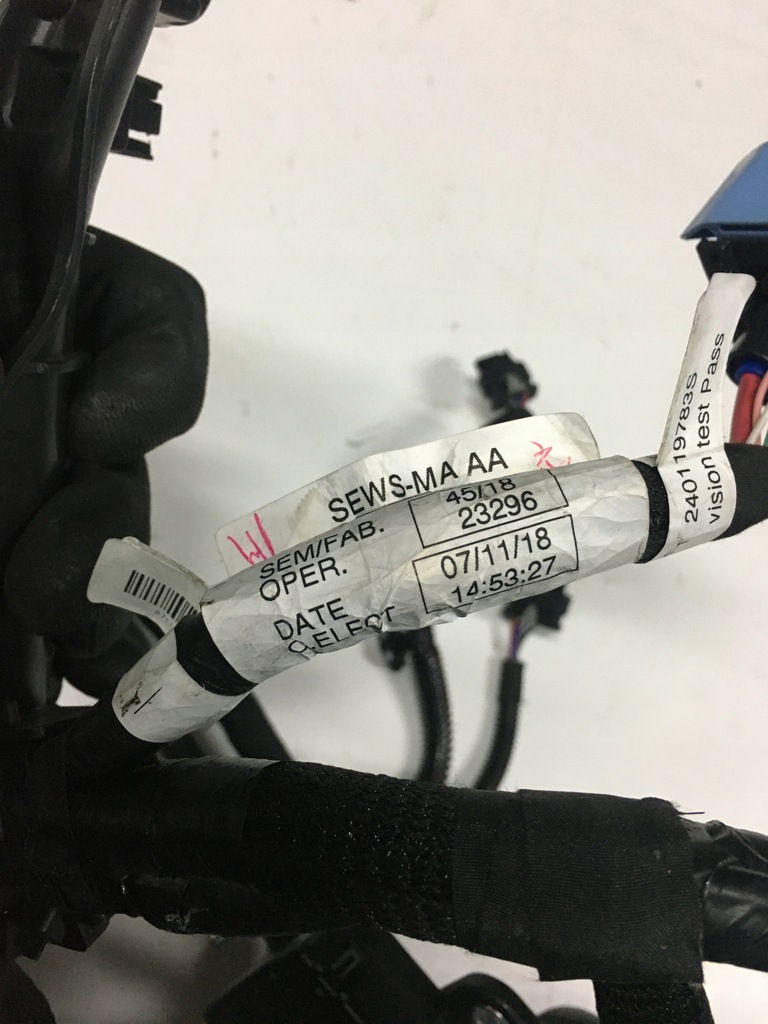 SEWS-MA AA
SEM/FAB. 45/18
OPER. 23296
DATE 07/11/18
14:53:27
240119783S
vision test Pass